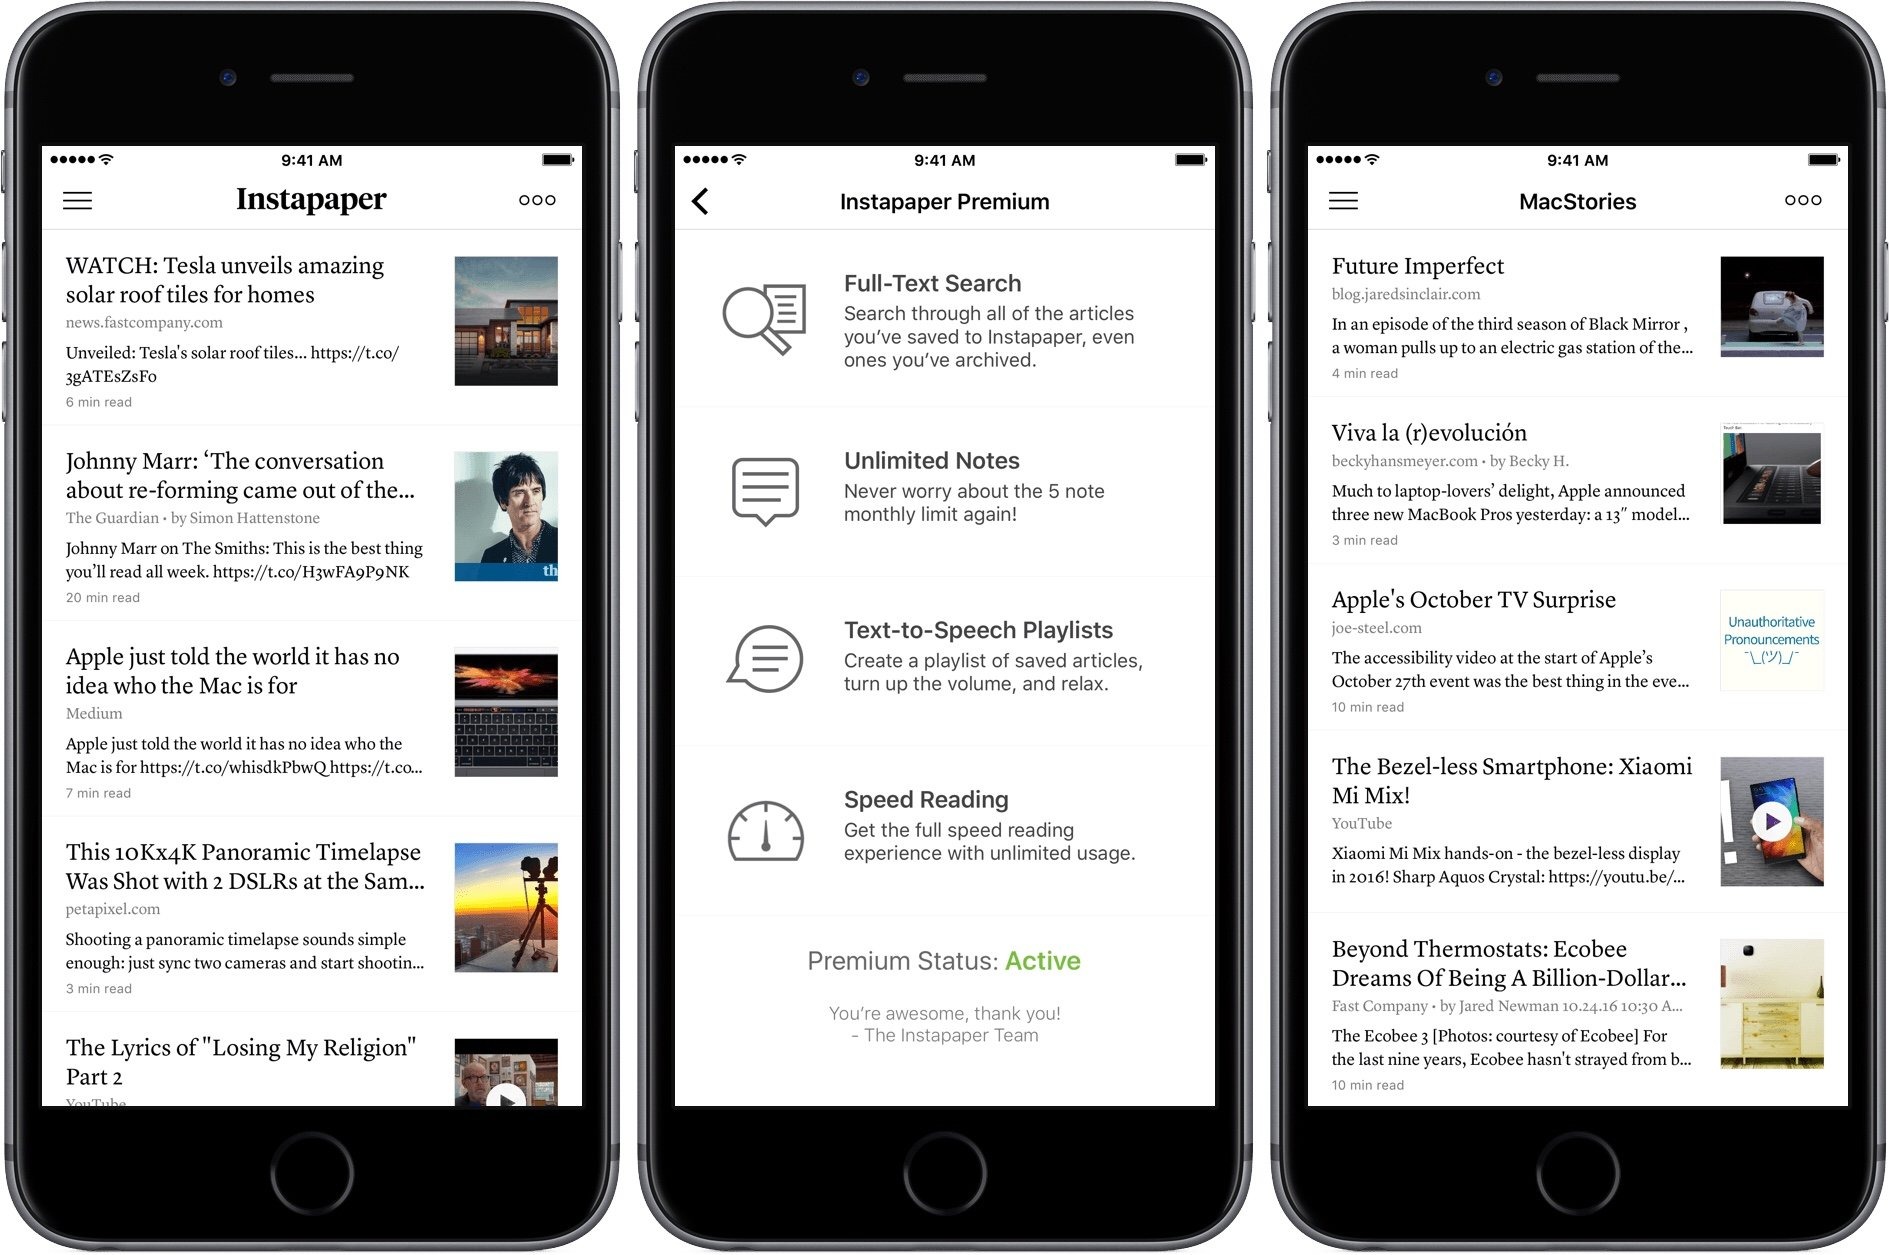 9:41 AM
Instapaper
WATCH: Tesla unveils amazing
solar roof tiles for homes
news.fastcompany.com
Unveiled: Tesla's solar roof tiles... https://t.co/
3gATEsZsFo
6 min read
Johnny Marr: ‘The conversation
about re-forming came out of the...
The Guardian • by Simon Hattenstone
Johnny Marr on The Smiths: This is the best thing
you’ll read all week. https://t.co/H3wFA9P9NK
th
20 min read
Apple just told the world it has no
idea who the Mac is for
Medium
Apple just told the world it has no idea who the
Mac is for https://t.co/whisdkPbwQ https://t.co...
7 min read
This 10Kx4K Panoramic Timelapse
Was Shot with 2 DSLRs at the Sam...
petapixel.com
Shooting a panoramic timelapse sounds simple
enough: just sync two cameras and start shootin...
3 min read
The Lyrics of "Losing My Religion"
Part 2
YouTube
9:41 AM
Instapaper Premium
Full-Text Search
Search through all of the articles
you’ve saved to Instapaper, even
ones you’ve archived.
Unlimited Notes
Never worry about the 5 note
monthly limit again!
Text-to-Speech Playlists
Create a playlist of saved articles,
turn up the volume, and relax.
Speed Reading
Get the full speed reading
experience with unlimited usage.
Premium Status: Active
You’re awesome, thank you!
- The Instapaper Team
9:41 AM
MacStories
Future Imperfect
blog.jaredsinclair.com
In an episode of the third season of Black Mirror ,
a woman pulls up to an electric gas station of the...
4 min read
Viva la (r)evolución
beckyhansmeyer.com • by Becky H.
Much to laptop-lovers’ delight, Apple announced
three new MacBook Pros yesterday: a 13″ model...
3 min read
Apple's October TV Surprise
joe-steel.com
The accessibility video at the start of Apple’s
October 27th event was the best thing in the eve...
10 min read
Unauthoritative
Pronouncements
¯\_(ツ)_/¯
The Bezel-less Smartphone: Xiaomi
Mi Mix!
YouTube
Xiaomi Mi Mix hands-on - the bezel-less display
in 2016! Sharp Aquos Crystal: https://youtu.be/...
Beyond Thermostats: Ecobee
Dreams Of Being A Billion-Dollar...
Fast Company • by Jared Newman 10.24.16 10:30 A...
The Ecobee 3 [Photos: courtesy of Ecobee] For
the last nine years, Ecobee hasn't strayed from b...
10 min read